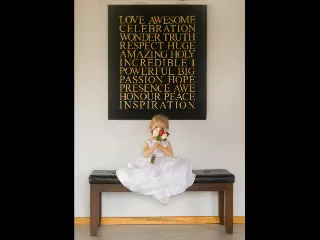 LOVE AWESOME
CELEBRATION
WONDER TRUTH
RESPECT HUGE
AMAZING HOLY
INCREDIBLE I
POWERFUL BIG
PASSION HOPE
PRESENCE AWE
HONOUR PEACE
INSPIRATION